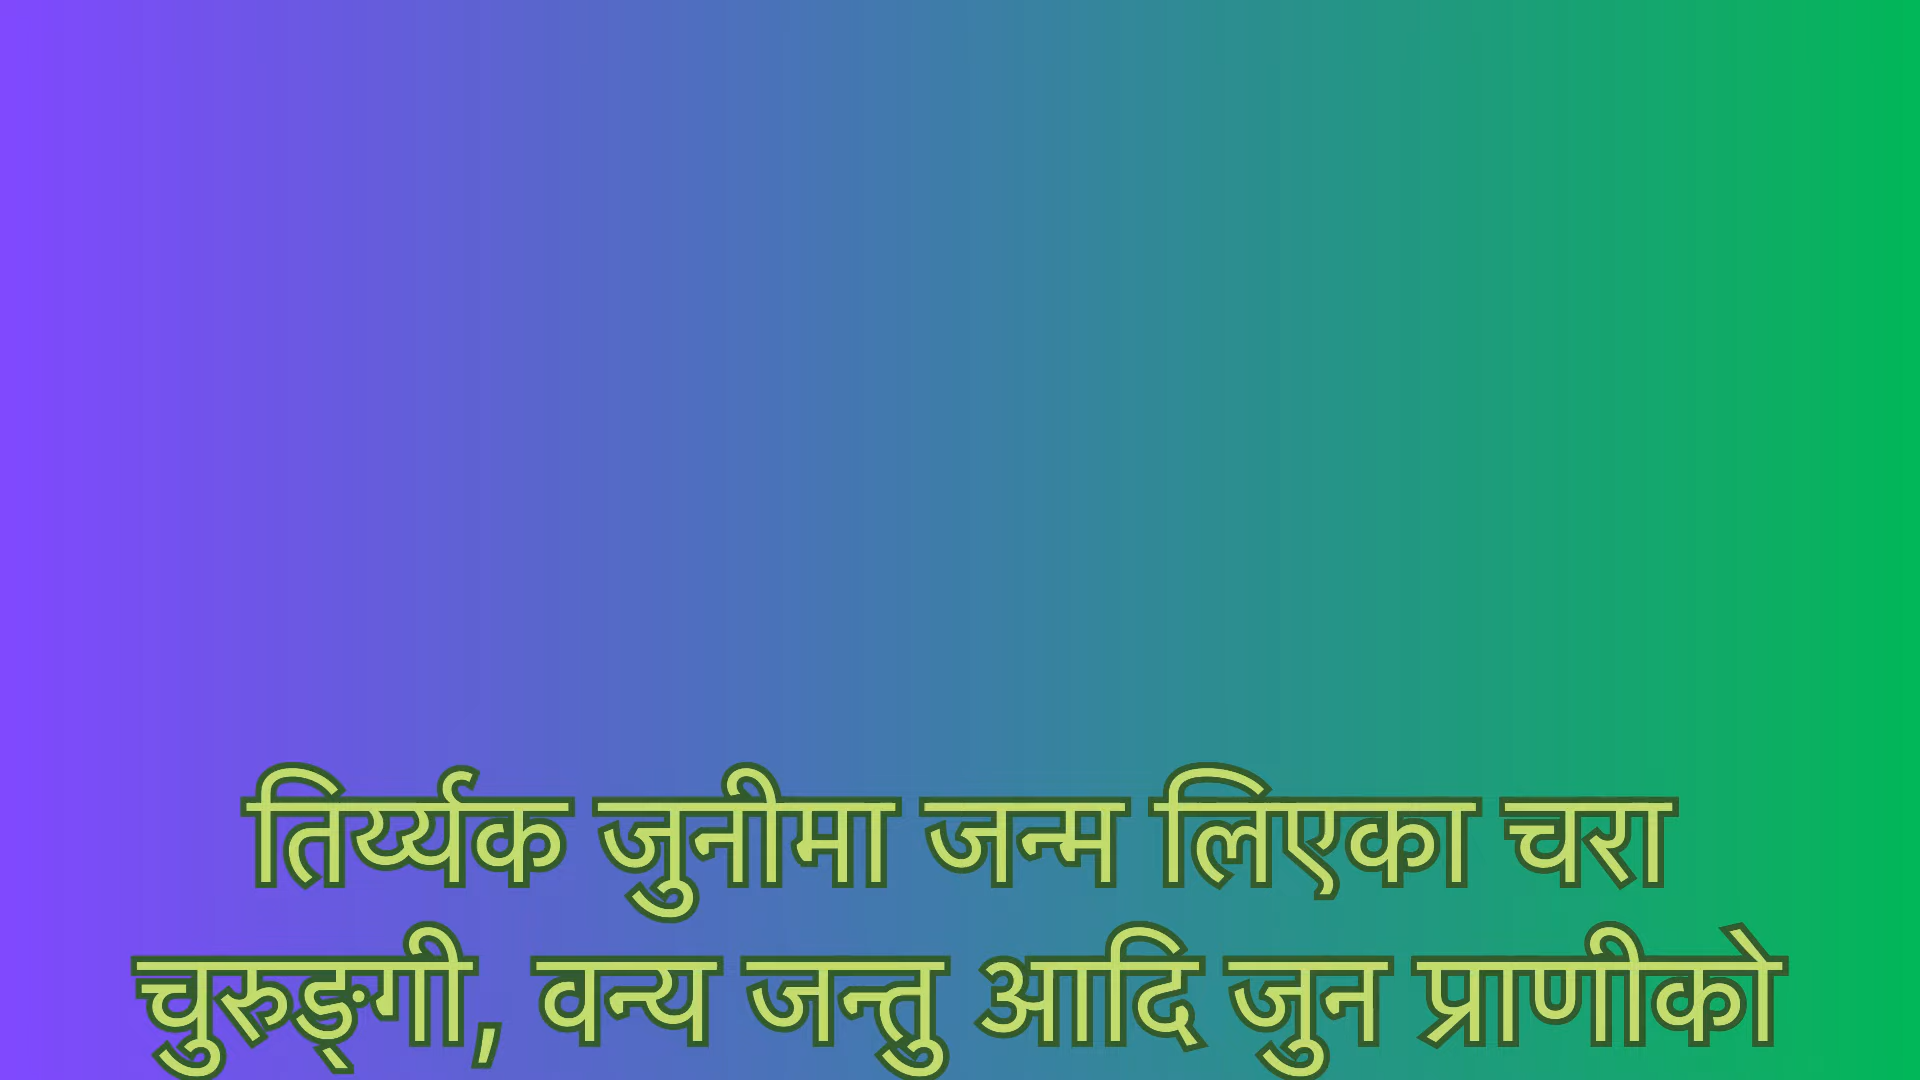 तिर्य्यक जुनीमा जन्म लिएका चरा
चुरुङ्गी, वन्य जन्तु आदि जुन प्राणीको